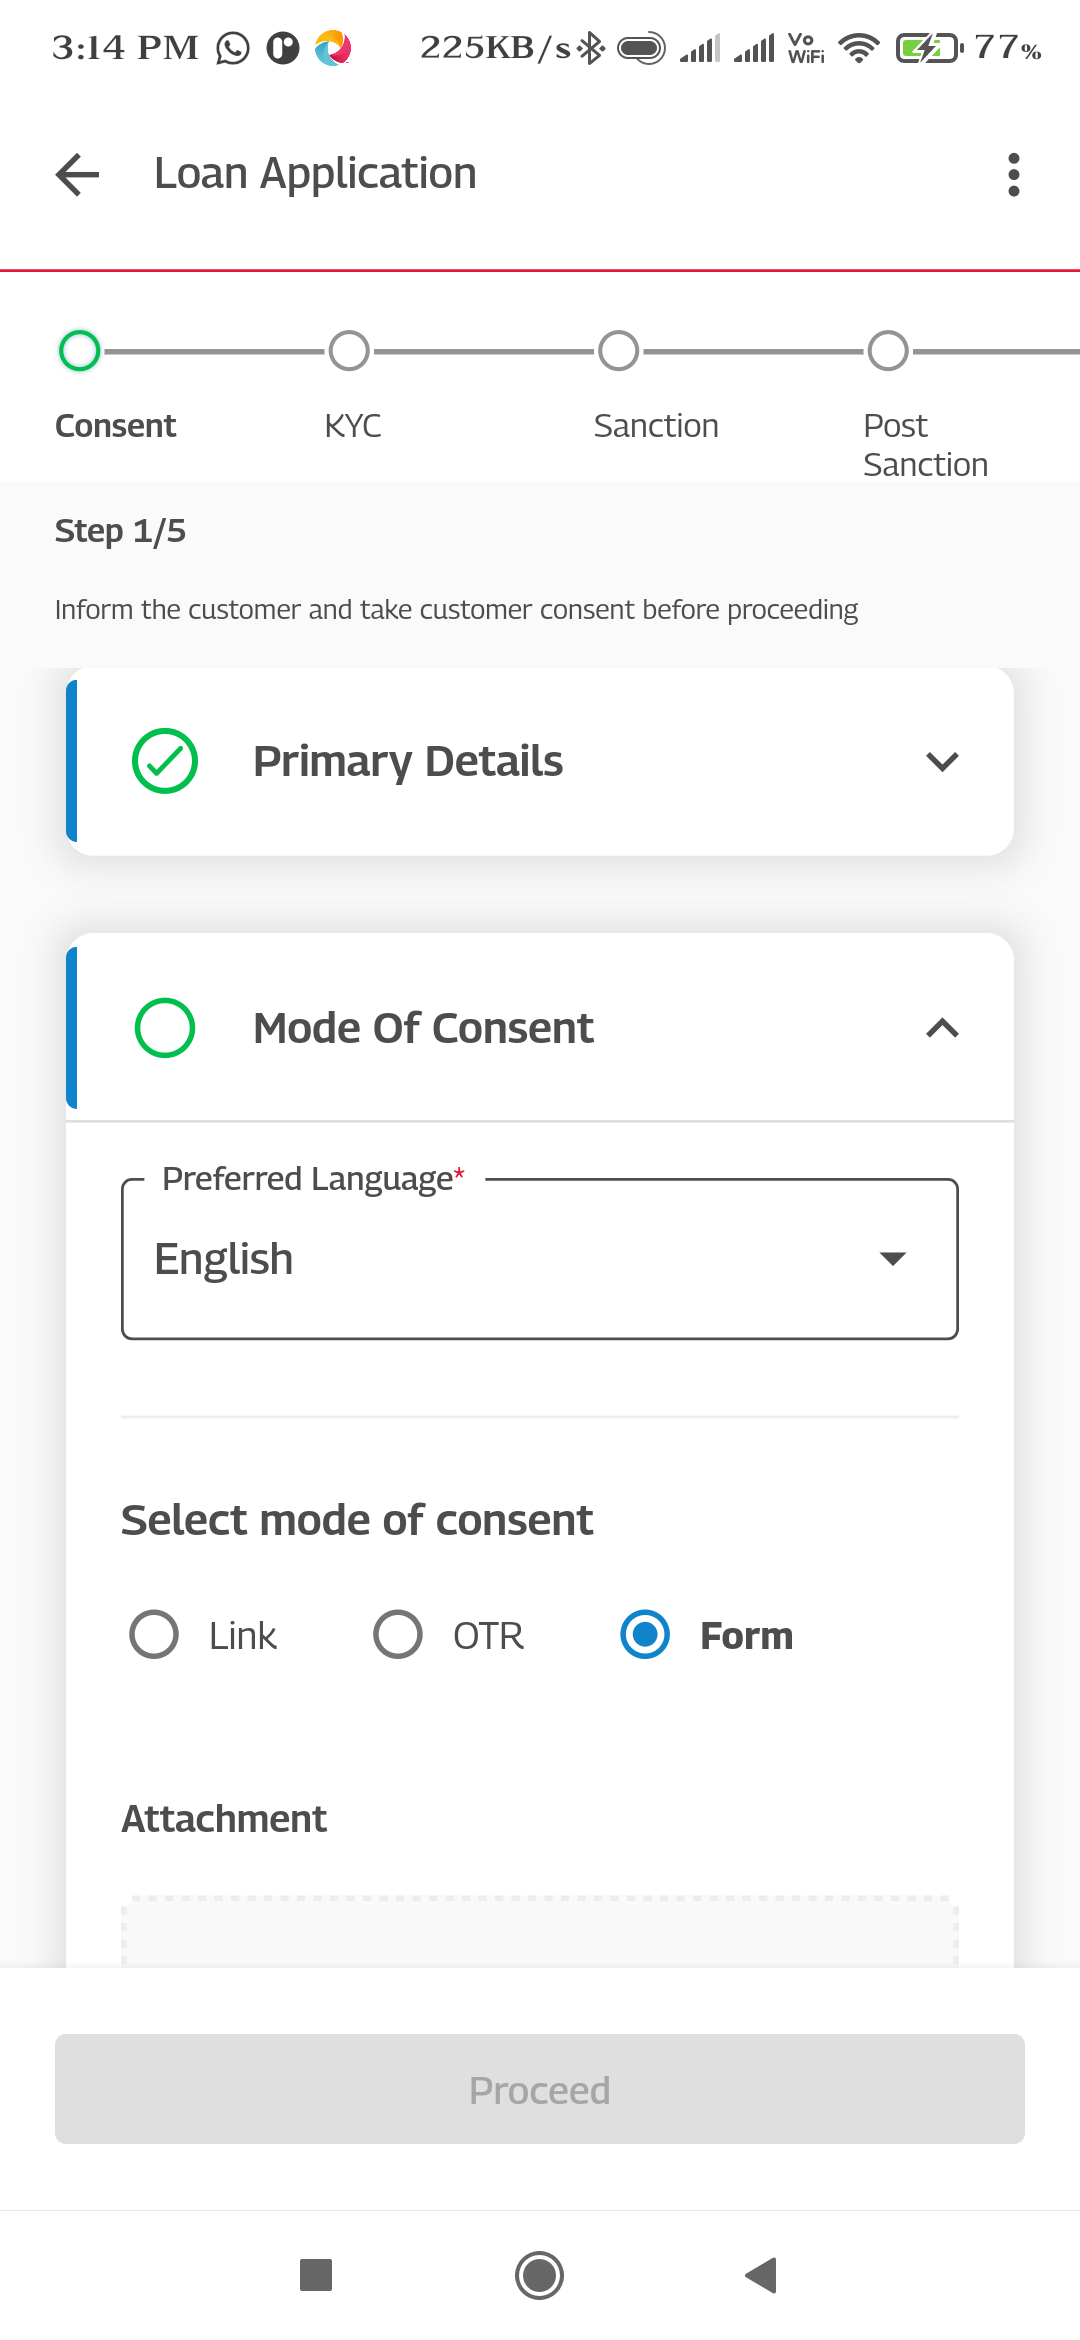 3:14 PM 225KB/s Vo WiFi 77%
Loan Application
Consent KYC Sanction Post Sanction
Step 1/5
Inform the customer and take customer consent before proceeding
Primary Details
Mode Of Consent
Preferred Language*
English
Select mode of consent
Link OTR Form
Attachment
Proceed